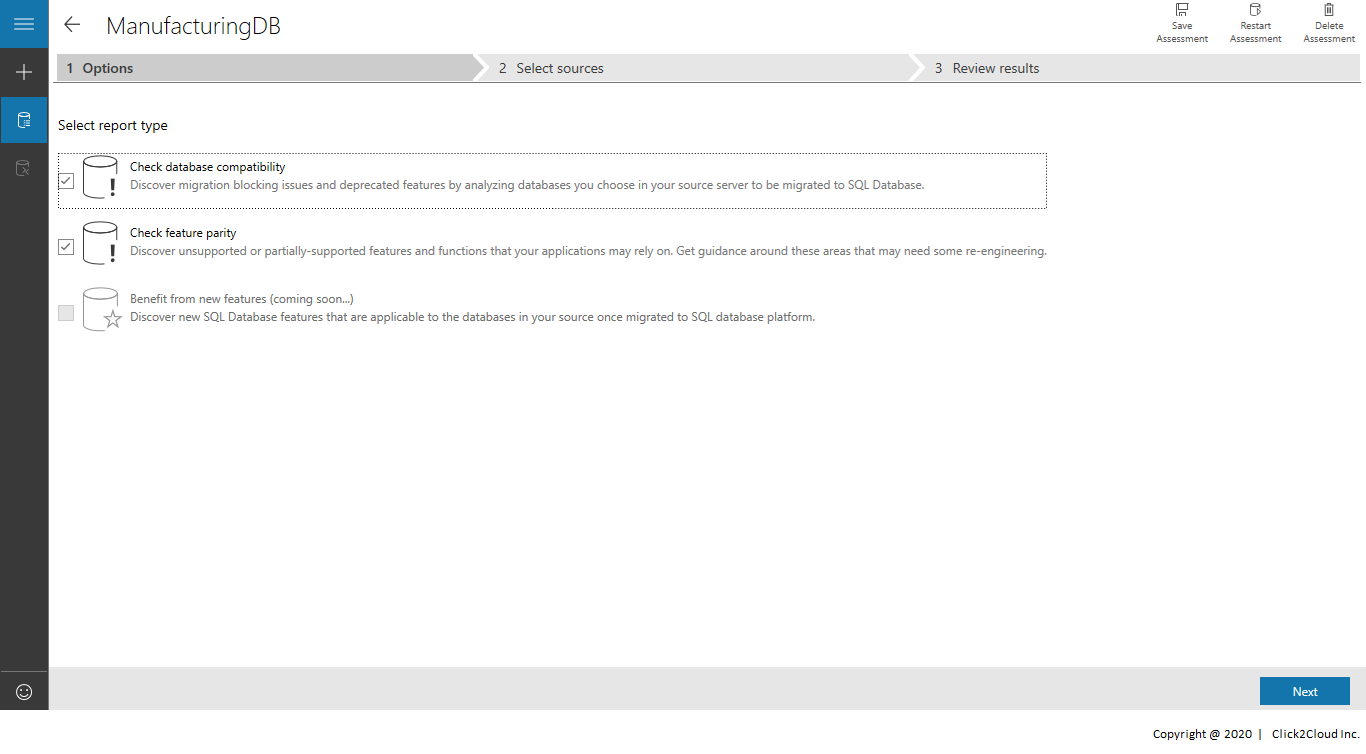 ManufacturingDB
Save
Assessment
Restart
Assessment
Delete
Assessment
1 Options
2 Select sources
3 Review results
Select report type
Check database compatibility
Discover migration blocking issues and deprecated features by analyzing databases you choose in your source server to be migrated to SQL Database.
Check feature parity
Discover unsupported or partially-supported features and functions that your applications may rely on. Get guidance around these areas that may need some re-engineering.
Benefit from new features (coming soon...)
Discover new SQL Database features that are applicable to the databases in your source once migrated to SQL database platform.
Next
Copyright @ 2020 | Click2Cloud Inc.